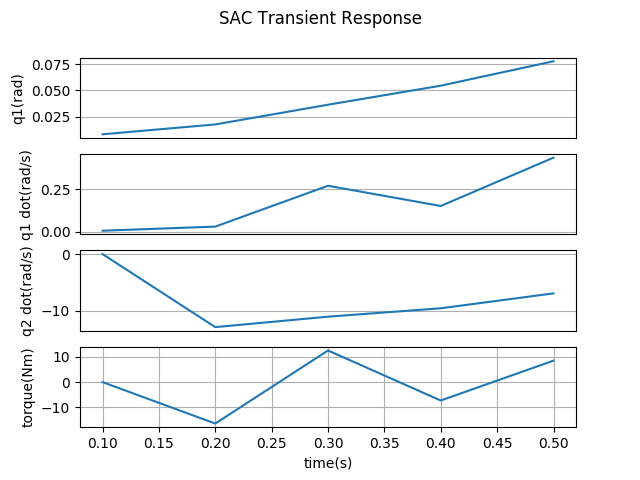 SAC Transient Response
0.075
0.050
0.025
q1(rad)
0.25
0.00
q1 dot(rad/s)
0
−10
q2 dot(rad/s)
10
0
−10
torque(Nm)
0.10 0.15 0.20 0.25 0.30 0.35 0.40 0.45 0.50
time(s)